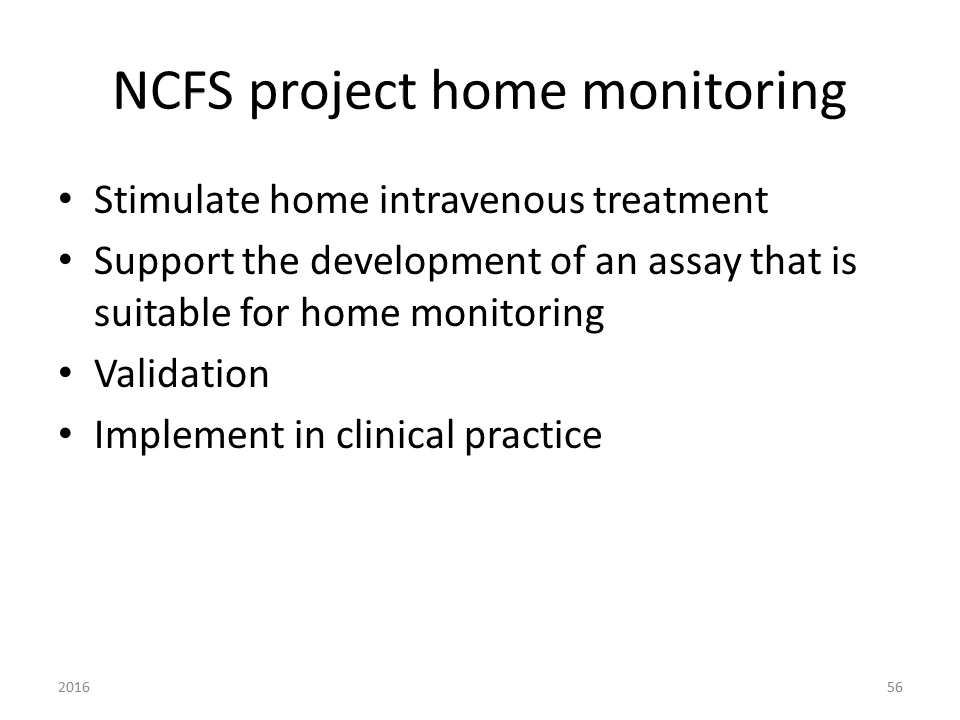 NCFS project home monitoring
• Stimulate home intravenous treatment
• Support the development of an assay that is
suitable for home monitoring
• Validation
• Implement in clinical practice
2016
56